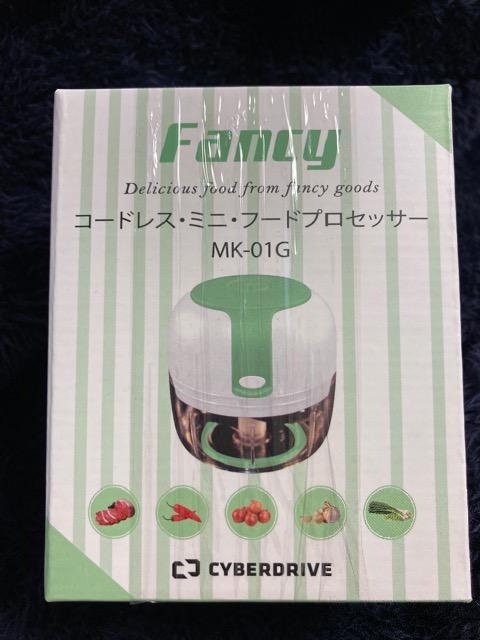 Fancy
Delicious food from fancy goods
コードレス・ミニ・フードプロセッサー
MK-01G
CYBERDRIVE